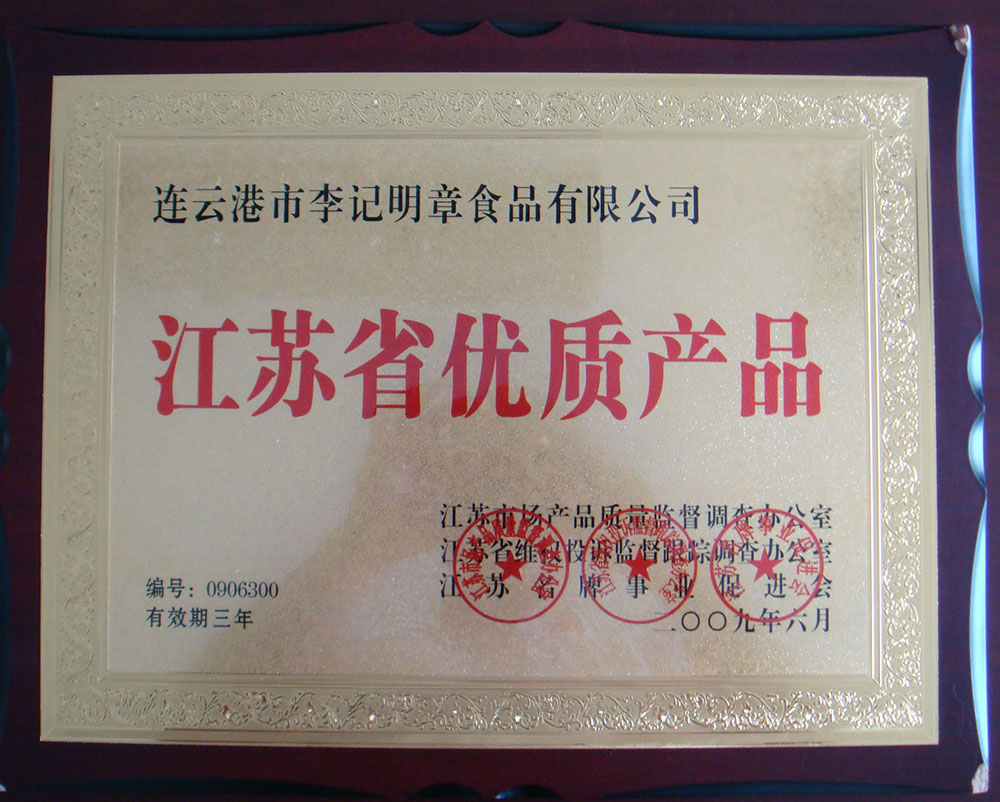 连云港市李记明章食品有限公司
江苏省优质产品
江苏市场产品质量监督调查办公室
江苏省维权投诉监督跟踪调查办公室
江苏名牌事业促进会
二〇〇九年六月
编号：0906300
有效期三年